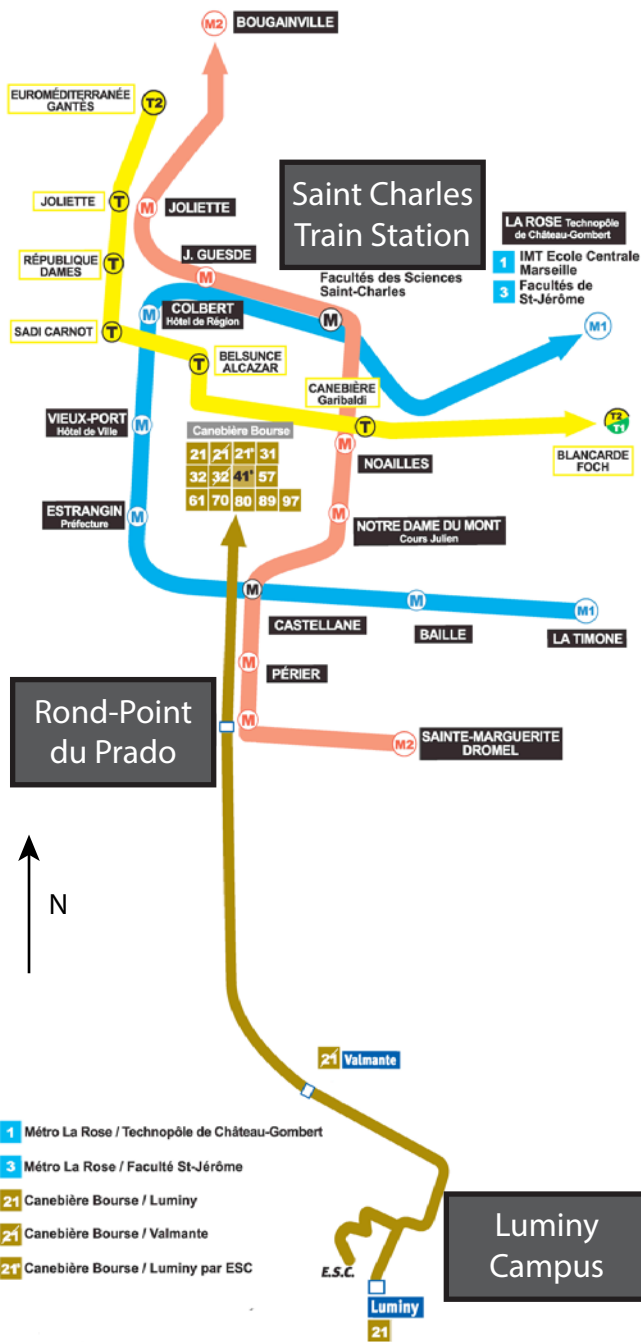 M2
BOUGAINVILLE
EUROMÉDITERRANÉE
GANTÈS
T2
Saint Charles
Train Station
JOLIETTE
T
M
JOLIETTE
LA ROSE Technopôle
de Château-Gombert
1 IMT Ecole Centrale
Marseille
3 Facultés de
St-Jérôme
RÉPUBLIQUE
DAMES
T
J. GUESDE
M
Facultés des Sciences
Saint-Charles
COLBERT
Hôtel de Région
M
M
M1
SADI CARNOT
T
BELSUNCE
ALCAZAR
T
CANEBIÈRE
Garibaldi
VIEUX-PORT
Hôtel de Ville
M
T
T2
T1
Canebière Bourse
21 21 21* 31
32 32 41* 57
61 70 80 89 97
M
NOAILLES
BLANCARDE
FOCH
ESTRANGIN
Préfecture
M
M
NOTRE DAME DU MONT
Cours Julien
M
CASTELLANE
M
BAILLE
M1
LA TIMONE
M
PÉRIER
Rond-Point
du Prado
M
M2
SAINTE-MARGUERITE
DROMEL
N
21 Valmante
1 Métro La Rose / Technopôle de Château-Gombert
3 Métro La Rose / Faculté St-Jérôme
21 Canebière Bourse / Luminy
21 Canebière Bourse / Valmante
21* Canebière Bourse / Luminy par ESC
Luminy
Campus
E.S.C.
Luminy
21